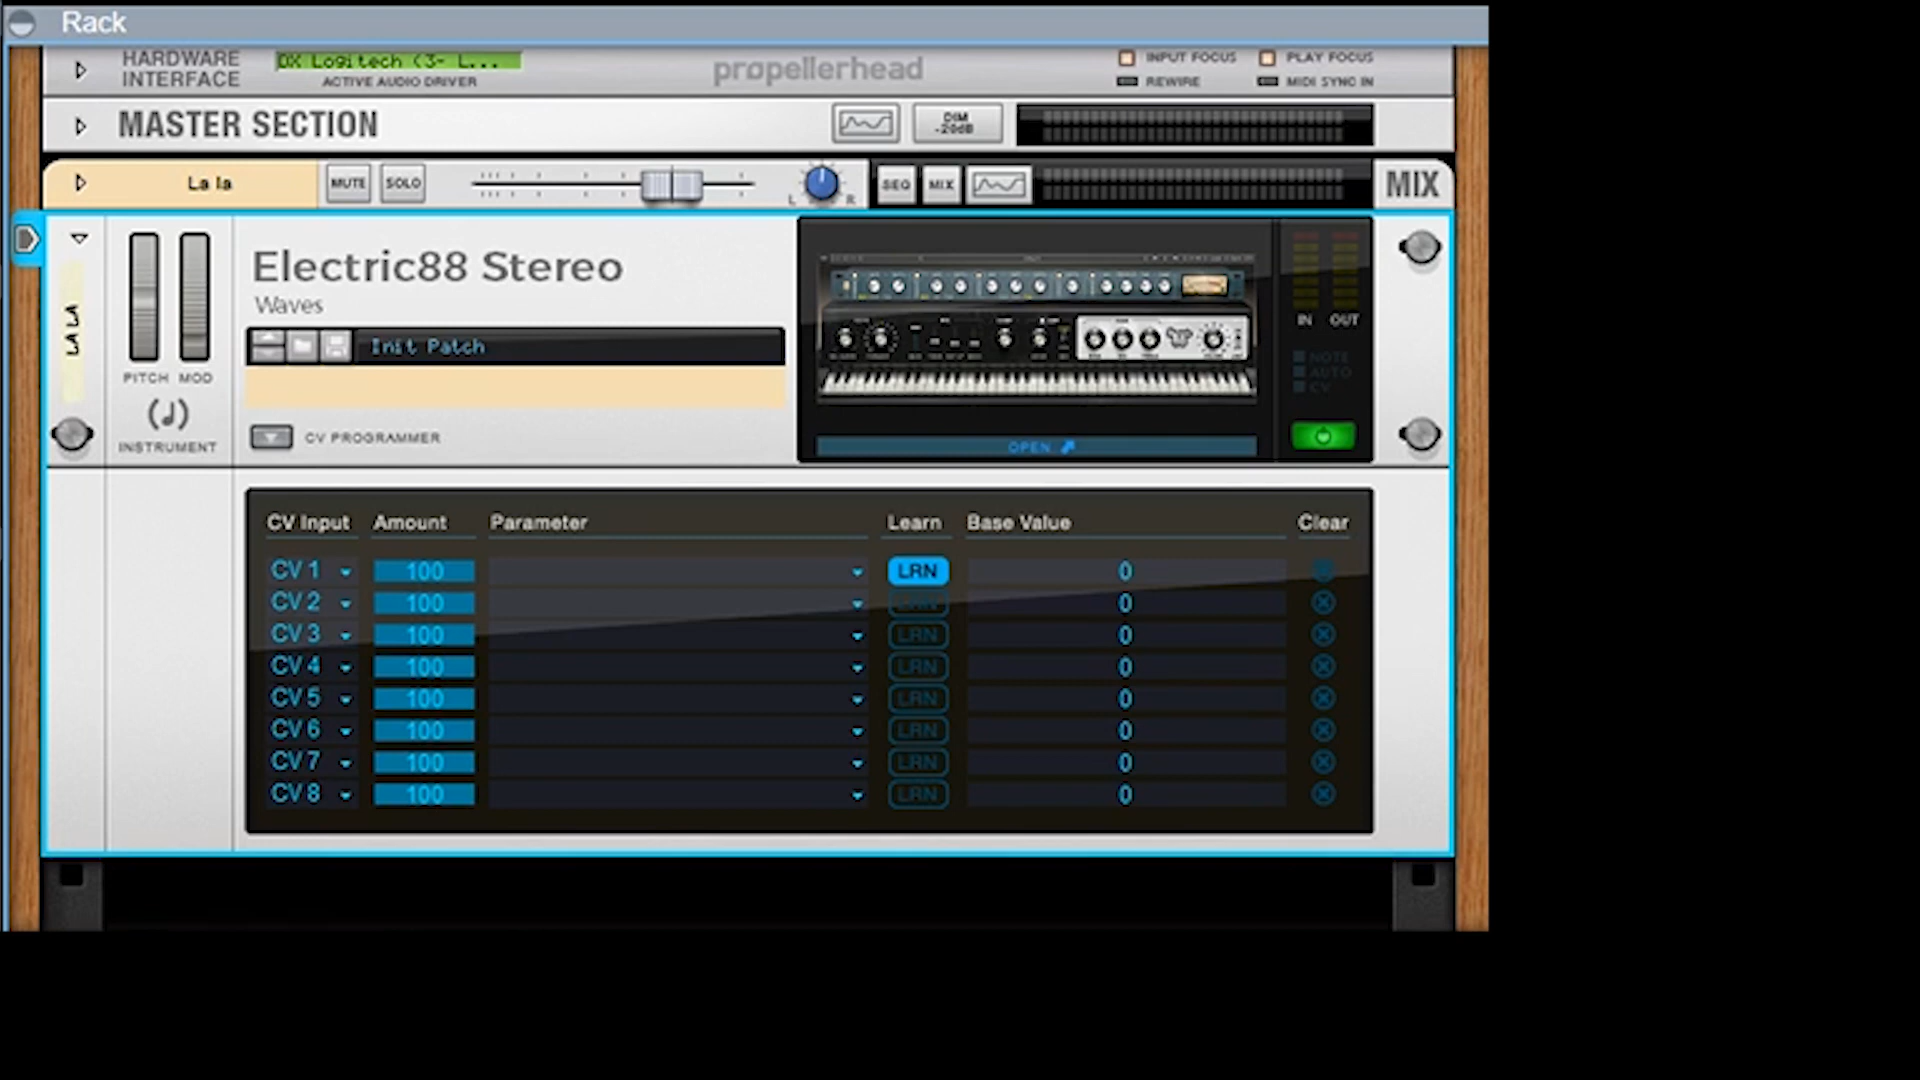 Rack
HARDWARE INTERFACE
DX Logitech (3- L...
ACTIVE AUDIO DRIVER
propellerhead
INPUT FOCUS
PLAY FOCUS
REWIRE
MIDI SYNC IN
MASTER SECTION
DIM -20dB
La la
MUTE
SOLO
L
R
SEQ
MIX
MIX
Electric88 Stereo
Waves
LA LA
Init Patch
PITCH MOD
INSTRUMENT
CV PROGRAMMER
OPEN
IN OUT
NOTE
AUTO
CV
CV Input Amount Parameter Learn Base Value Clear
CV 1 100 LRN 0
CV 2 100 LRN 0
CV 3 100 LRN 0
CV 4 100 LRN 0
CV 5 100 LRN 0
CV 6 100 LRN 0
CV 7 100 LRN 0
CV 8 100 LRN 0